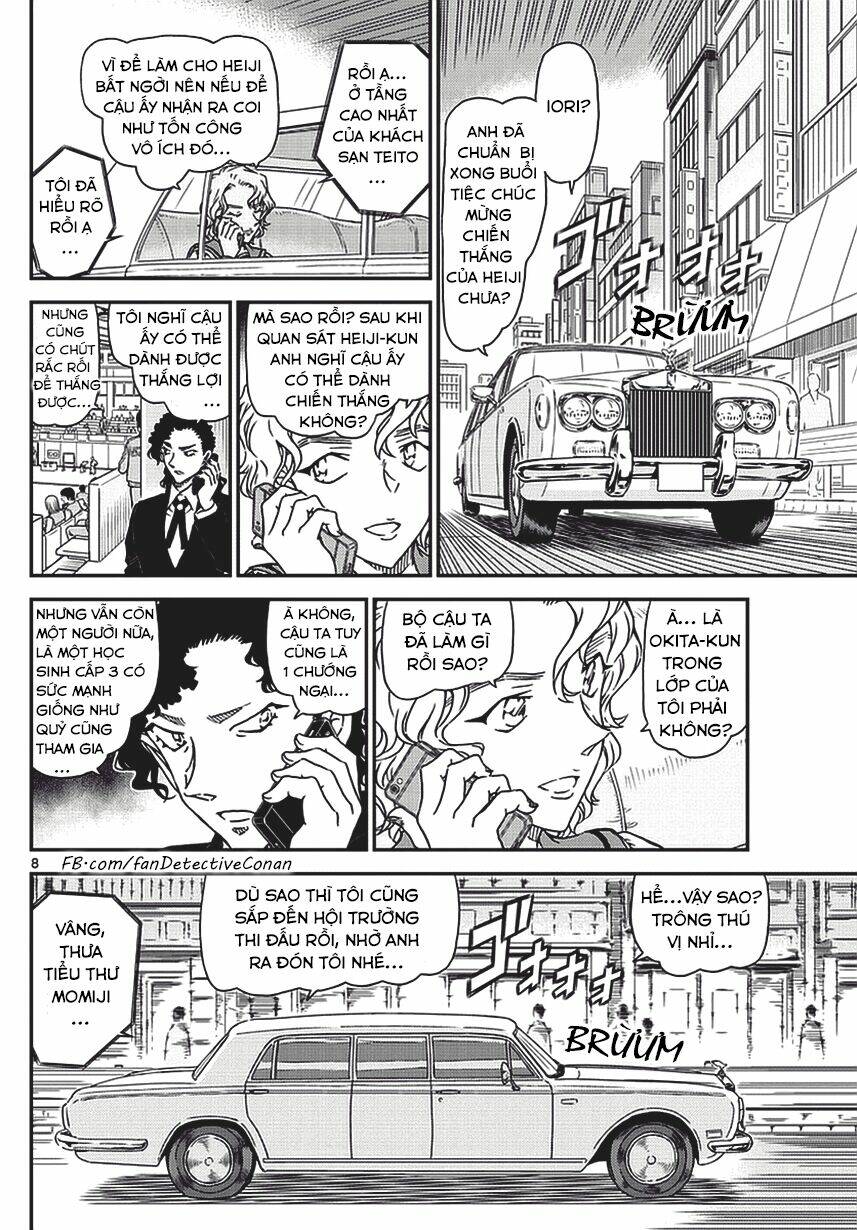 IORI?
ANH ĐÃ
CHUẨN BỊ
XONG BUỔI
TIỆC CHÚC
MỪNG
CHIẾN
THẮNG
CỦA HEIJI
CHƯA?
ゴォォォ
BRÙUM
RỒI Ạ...
Ở TẦNG
CAO NHẤT
CỦA KHÁCH
SẠN TEITO
...
VÌ ĐỂ LÀM CHO HEIJI
BẤT NGỜI NÊN NẾU ĐỂ
CẬU ẤY NHẬN RA COI
NHƯ TỐN CÔNG
VÔ ÍCH ĐÓ...
TÔI ĐÃ
HIỂU RÕ
RỒI Ạ
...
MÀ SAO RỒI? SAU KHI
QUAN SÁT HEIJI-KUN
ANH NGHĨ CẬU ẤY
CÓ THỂ DÀNH
CHIẾN THẮNG
KHÔNG?
TÔI NGHĨ CẬU
ẤY CÓ THỂ
DÀNH ĐƯỢC
THẮNG LỢI
...
NHƯNG
CŨNG
CÓ CHÚT
RẮC RỐI
ĐỂ THẮNG
ĐƯỢC...
À... LÀ
OKITA-KUN
TRONG
LỚP CỦA
TÔI PHẢI
KHÔNG?
BỘ CẬU TA
ĐÃ LÀM GÌ
RỒI SAO?
À KHÔNG,
CẬU TA TUY
CŨNG LÀ
1 CHƯỚNG
NGẠI...
NHƯNG VẪN CÒN
MỘT NGƯỜI NỮA,
LÀ MỘT HỌC
SINH CẤP 3 CÓ
SỨC MẠNH
GIỐNG NHƯ
QUỶ CŨNG
THAM GIA
...
8
FB.com/fanDetectiveConan
HỂ...VẬY SAO?
TRÔNG THÚ
VỊ NHỈ...
DÙ SAO THÌ TÔI CŨNG
SẮP ĐẾN HỘI TRƯỜNG
THI ĐẤU RỒI, NHỜ ANH
RA ĐÓN TÔI NHÉ...
ゴォォォ
BRÙUM
VÂNG,
THƯA
TIỂU THƯ
MOMIJI
...